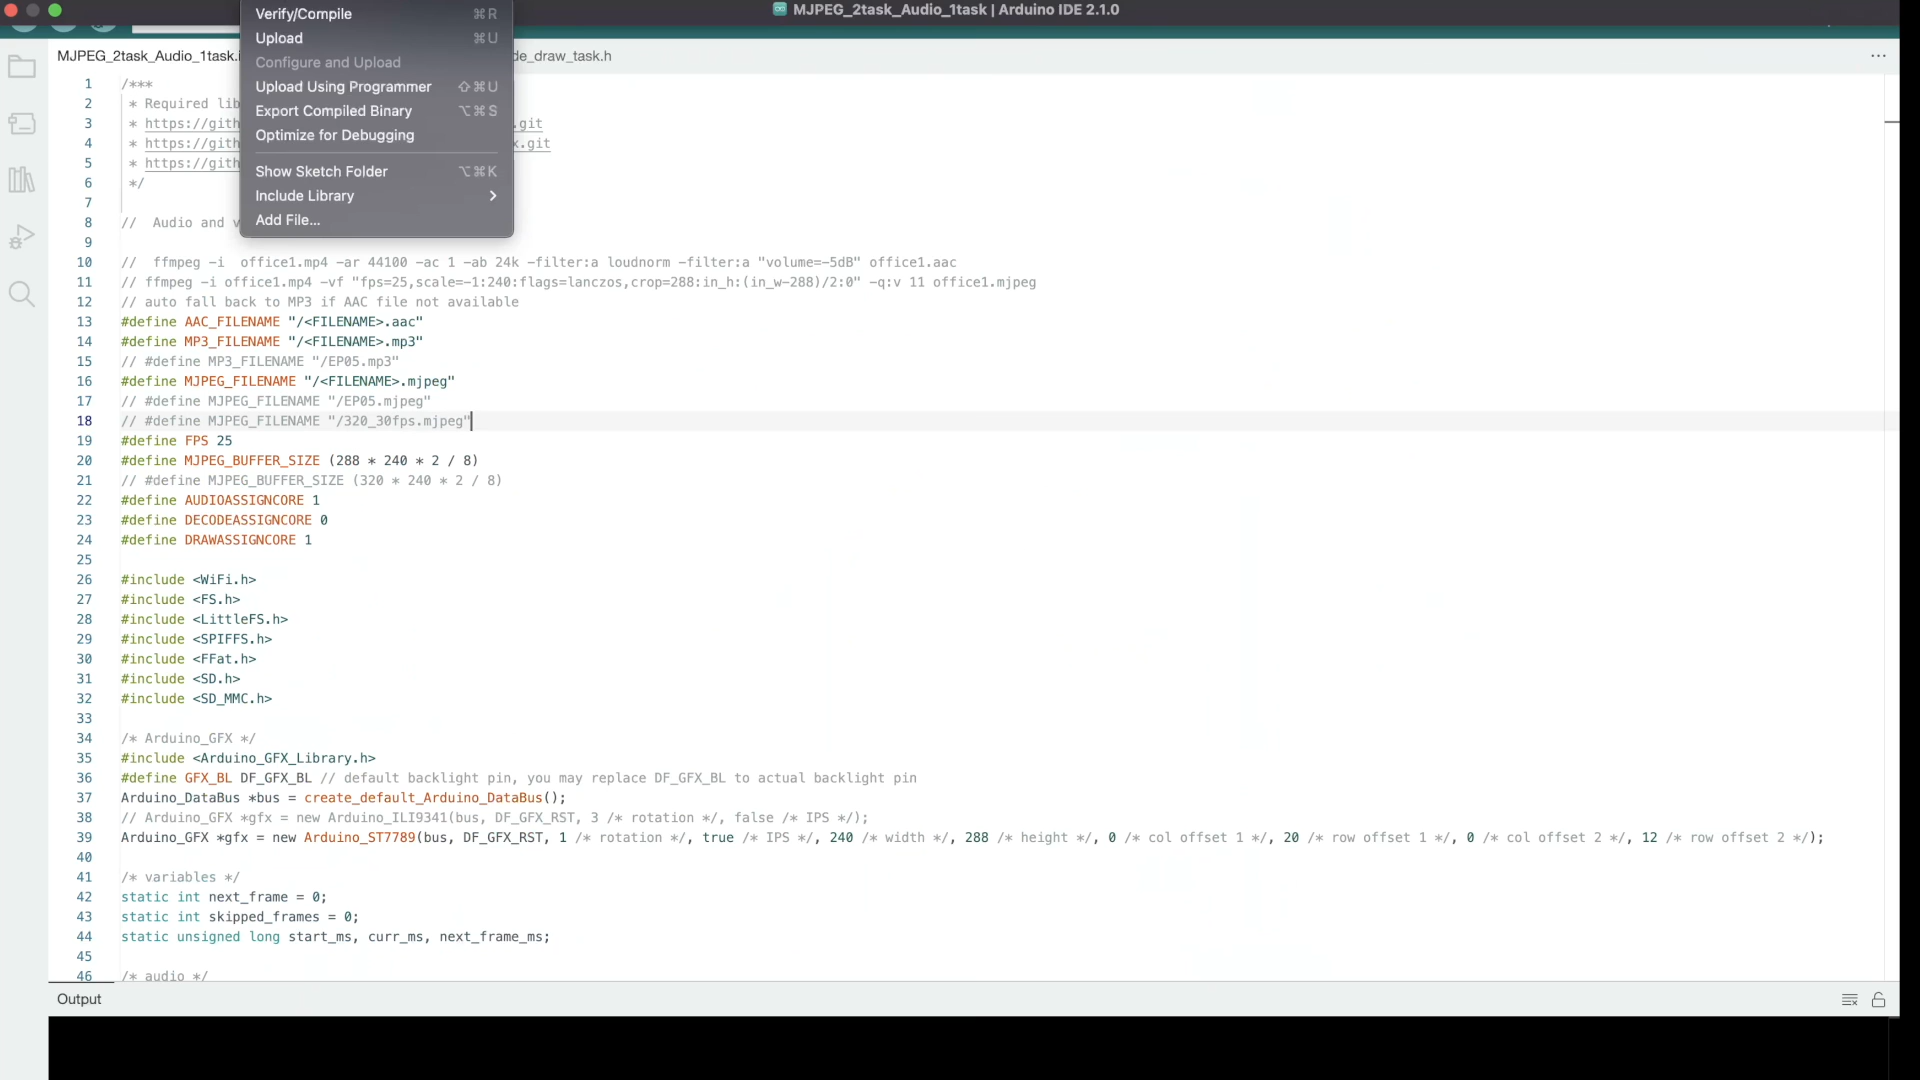 MJPEG_2task_Audio_1task | Arduino IDE 2.1.0
Verify/Compile ⌘R
Upload ⌘U
Configure and Upload
Upload Using Programmer ⇧⌘U
Export Compiled Binary ⌥⌘S
Optimize for Debugging
Show Sketch Folder ⌥⌘K
Include Library >
Add File...
MJPEG_2task_Audio_1task.i
de_draw_task.h
1 /***
2 * Required lib
3 * https://gith .git
4 * https://gith x.git
5 * https://gith
6 */
7
8 //  Audio and v
9
10 //  ffmpeg -i  office1.mp4 -ar 44100 -ac 1 -ab 24k -filter:a loudnorm -filter:a "volume=-5dB" office1.aac
11 // ffmpeg -i office1.mp4 -vf "fps=25,scale=-1:240:flags=lanczos,crop=288:in_h:(in_w-288)/2:0" -q:v 11 office1.mjpeg
12 // auto fall back to MP3 if AAC file not available
13 #define AAC_FILENAME "/<FILENAME>.aac"
14 #define MP3_FILENAME "/<FILENAME>.mp3"
15 // #define MP3_FILENAME "/EP05.mp3"
16 #define MJPEG_FILENAME "/<FILENAME>.mjpeg"
17 // #define MJPEG_FILENAME "/EP05.mjpeg"
18 // #define MJPEG_FILENAME "/320_30fps.mjpeg"
19 #define FPS 25
20 #define MJPEG_BUFFER_SIZE (288 * 240 * 2 / 8)
21 // #define MJPEG_BUFFER_SIZE (320 * 240 * 2 / 8)
22 #define AUDIOASSIGNCORE 1
23 #define DECODEASSIGNCORE 0
24 #define DRAWASSIGNCORE 1
25
26 #include <WiFi.h>
27 #include <FS.h>
28 #include <LittleFS.h>
29 #include <SPIFFS.h>
30 #include <FFat.h>
31 #include <SD.h>
32 #include <SD_MMC.h>
33
34 /* Arduino_GFX */
35 #include <Arduino_GFX_Library.h>
36 #define GFX_BL DF_GFX_BL // default backlight pin, you may replace DF_GFX_BL to actual backlight pin
37 Arduino_DataBus *bus = create_default_Arduino_DataBus();
38 // Arduino_GFX *gfx = new Arduino_ILI9341(bus, DF_GFX_RST, 3 /* rotation */, false /* IPS */);
39 Arduino_GFX *gfx = new Arduino_ST7789(bus, DF_GFX_RST, 1 /* rotation */, true /* IPS */, 240 /* width */, 288 /* height */, 0 /* col offset 1 */, 20 /* row offset 1 */, 0 /* col offset 2 */, 12 /* row offset 2 */);
40
41 /* variables */
42 static int next_frame = 0;
43 static int skipped_frames = 0;
44 static unsigned long start_ms, curr_ms, next_frame_ms;
45
46 /* audio */
Output